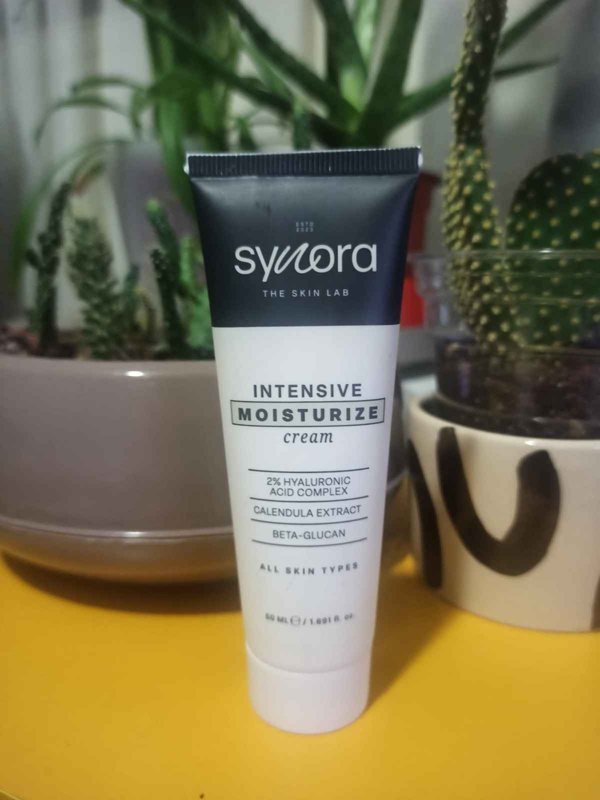 ESTD
2023
synora
THE SKIN LAB
INTENSIVE
MOISTURIZE
cream
2% HYALURONIC
ACID COMPLEX
CALENDULA EXTRACT
BETA-GLUCAN
ALL SKIN TYPES
50 ML ℮ / 1.691 fl. oz.